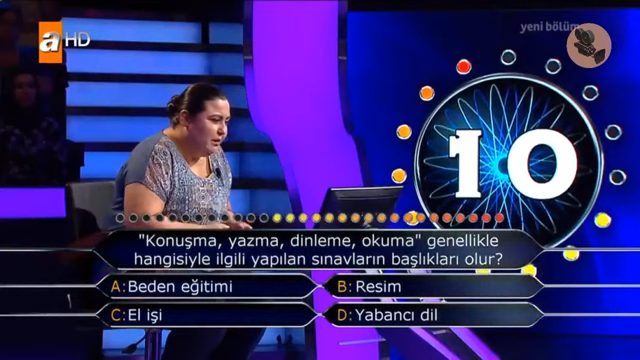 atv HD
yeni bölüm
10
"Konuşma, yazma, dinleme, okuma" genellikle
hangisiyle ilgili yapılan sınavların başlıkları olur?
A: Beden eğitimi
B: Resim
C: El işi
D: Yabancı dil